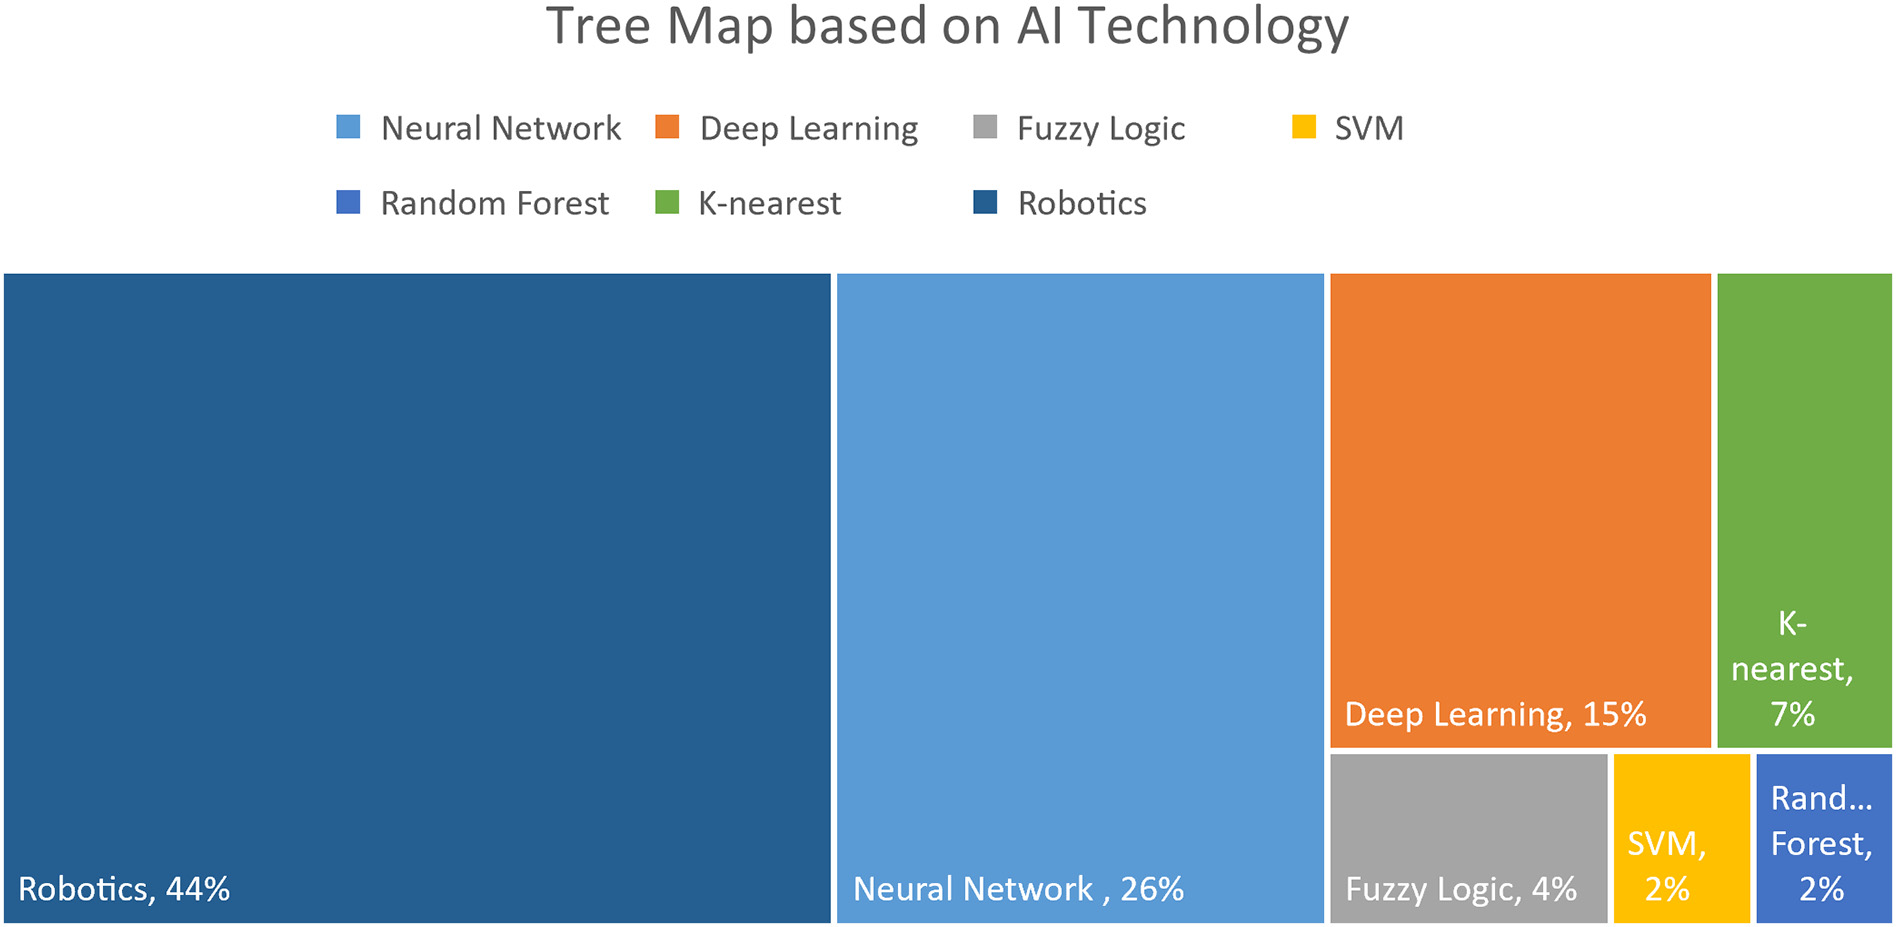 Tree Map based on AI Technology
Neural Network Deep Learning Fuzzy Logic SVM
Random Forest K-nearest Robotics
Robotics, 44%
Neural Network , 26%
Deep Learning, 15%
K-
nearest,
7%
Fuzzy Logic, 4%
SVM,
2%
Rand...
Forest,
2%